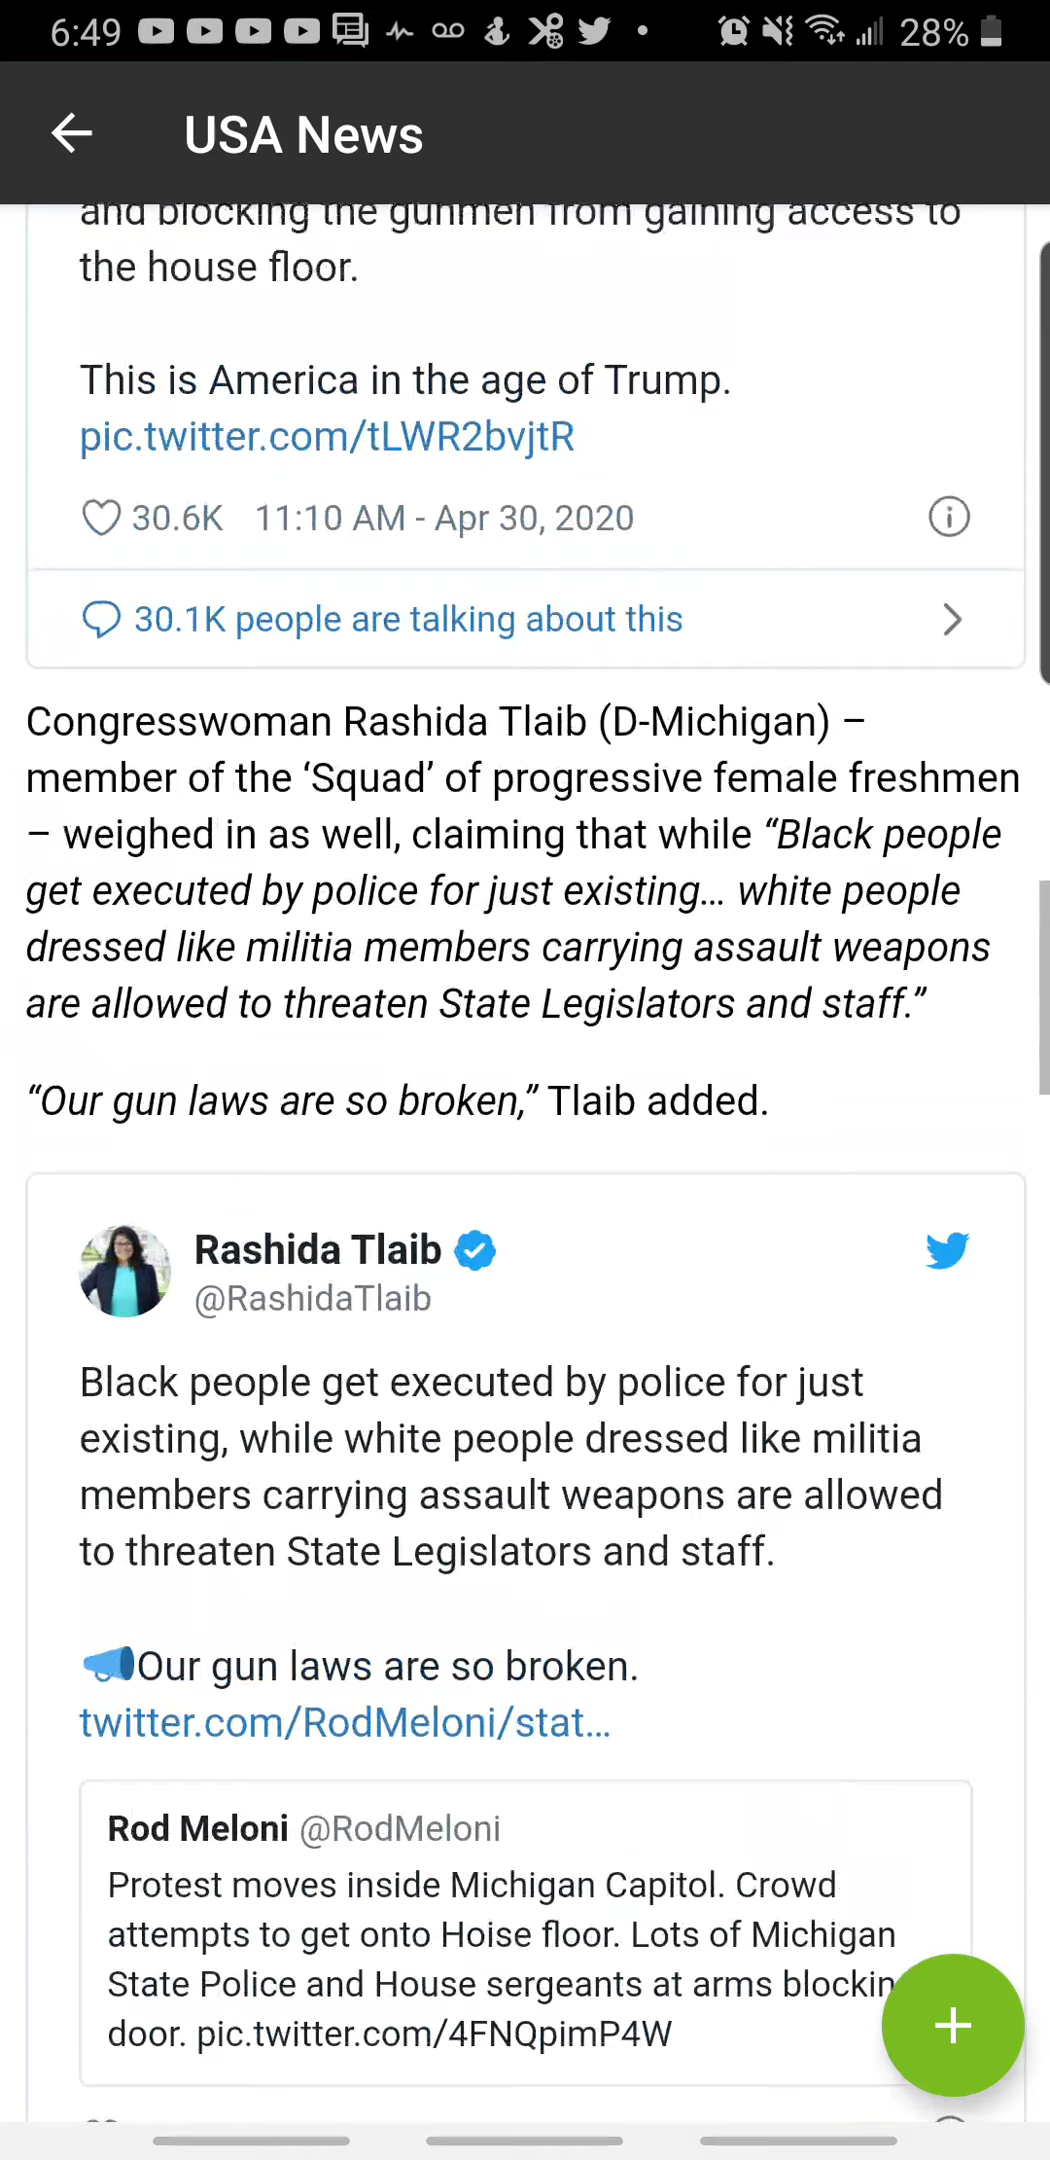 6:49
28%
USA News
and blocking the gunmen from gaining access to
the house floor.
This is America in the age of Trump.
pic.twitter.com/tLWR2bvjtR
30.6K 11:10 AM - Apr 30, 2020
30.1K people are talking about this
Congresswoman Rashida Tlaib (D-Michigan) –
member of the ‘Squad’ of progressive female freshmen
– weighed in as well, claiming that while “Black people
get executed by police for just existing… white people
dressed like militia members carrying assault weapons
are allowed to threaten State Legislators and staff.”
“Our gun laws are so broken,” Tlaib added.
Rashida Tlaib
@RashidaTlaib
Black people get executed by police for just
existing, while white people dressed like militia
members carrying assault weapons are allowed
to threaten State Legislators and staff.
Our gun laws are so broken.
twitter.com/RodMeloni/stat…
Rod Meloni @RodMeloni
Protest moves inside Michigan Capitol. Crowd
attempts to get onto Hoise floor. Lots of Michigan
State Police and House sergeants at arms blockin
door. pic.twitter.com/4FNQpimP4W